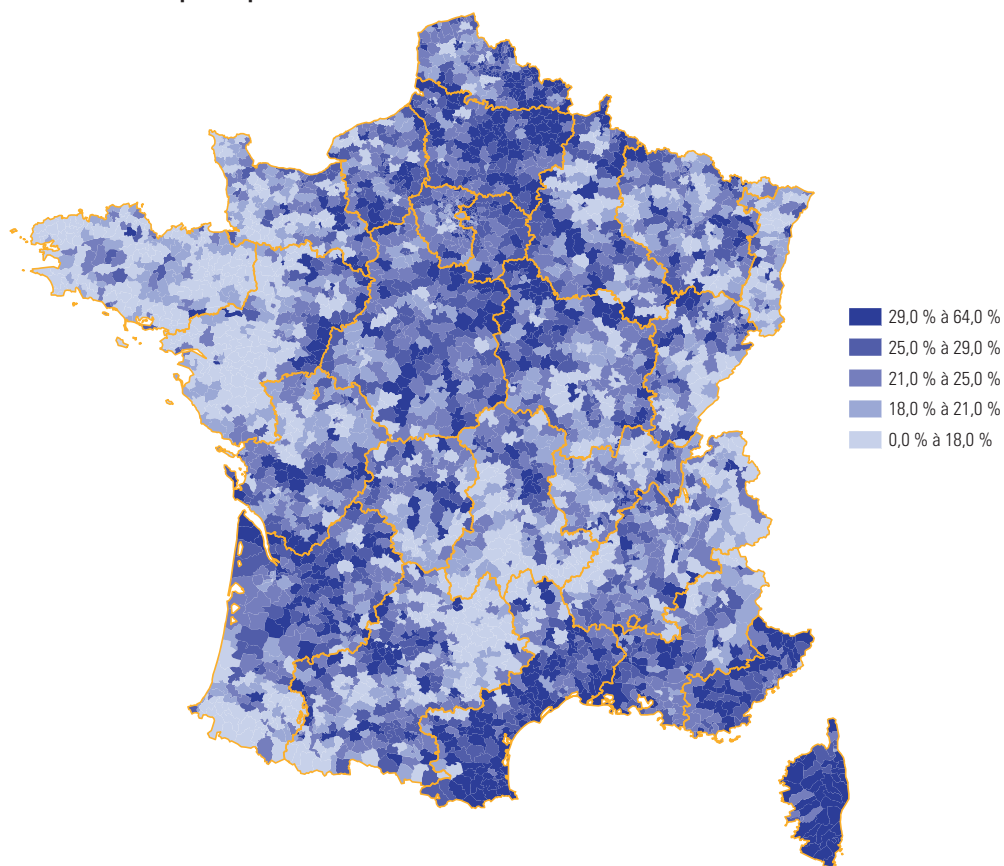 29,0 % à 64,0 %
25,0 % à 29,0 %
21,0 % à 25,0 %
18,0 % à 21,0 %
0,0 % à 18,0 %